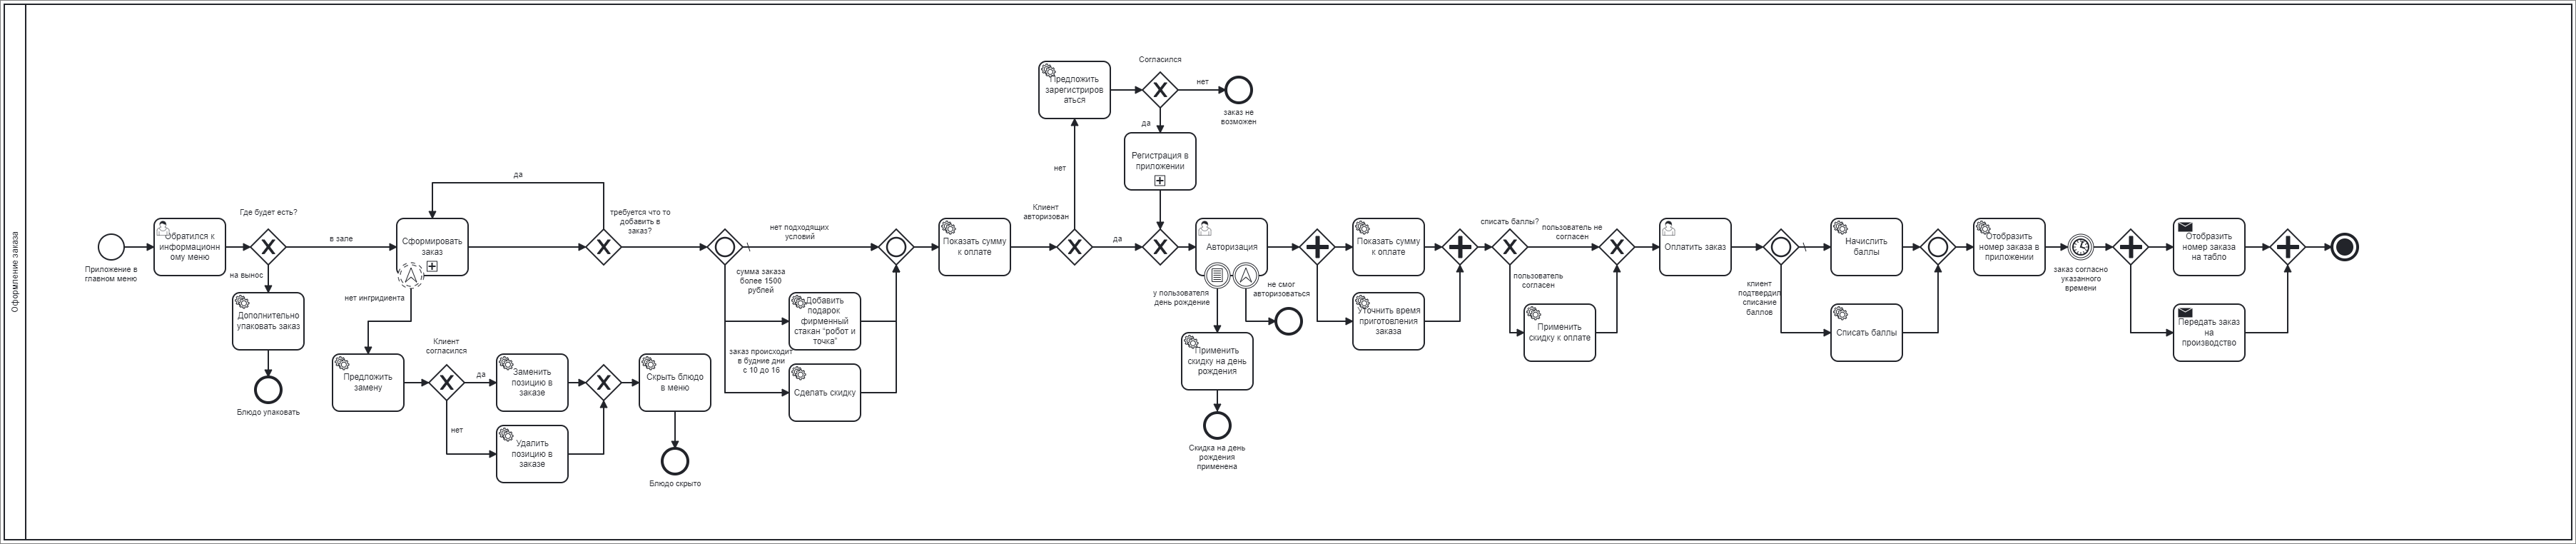 Оформление заказа
Приложение в
главном меню
Обратился к
информационн
ому меню
Где будет есть?
в зале
на вынос
Дополнительно
упаковать заказ
Блюдо упаковать
Сформировать
заказ
нет ингридиента
Предложить
замену
Клиент
согласился
да
нет
Заменить
позицию в
заказе
Удалить
позицию в
заказе
Скрыть блюдо
в меню
Блюдо скрыто
да
требуется что то
добавить в
заказ?
нет подходящих
условий
сумма заказа
более 1500
рублей
Добавить
подарок
фирменный
стакан "робот и
точка"
заказ происходит
в будние дни
с 10 до 16
Сделать скидку
Показать сумму
к оплате
Клиент
авторизован
нет
Предложить
зарегистриров
аться
Согласился
нет
заказ не
возможен
да
Регистрация в
приложении
да
Авторизация
у пользователя
день рождение
не смог
авторизоваться
Применить
скидку на день
рождения
Скидка на день
рождения
применена
Показать сумму
к оплате
Уточнить время
приготовления
заказа
списать баллы?
пользователь не
согласен
пользователь
согласен
Применить
скидку к оплате
Оплатить заказ
клиент
подтвердил
списание
баллов
Начислить
баллы
Списать баллы
Отобразить
номер заказа в
приложении
заказ согласно
указанного
времени
Отобразить
номер заказа
на табло
Передать заказ
на
производство